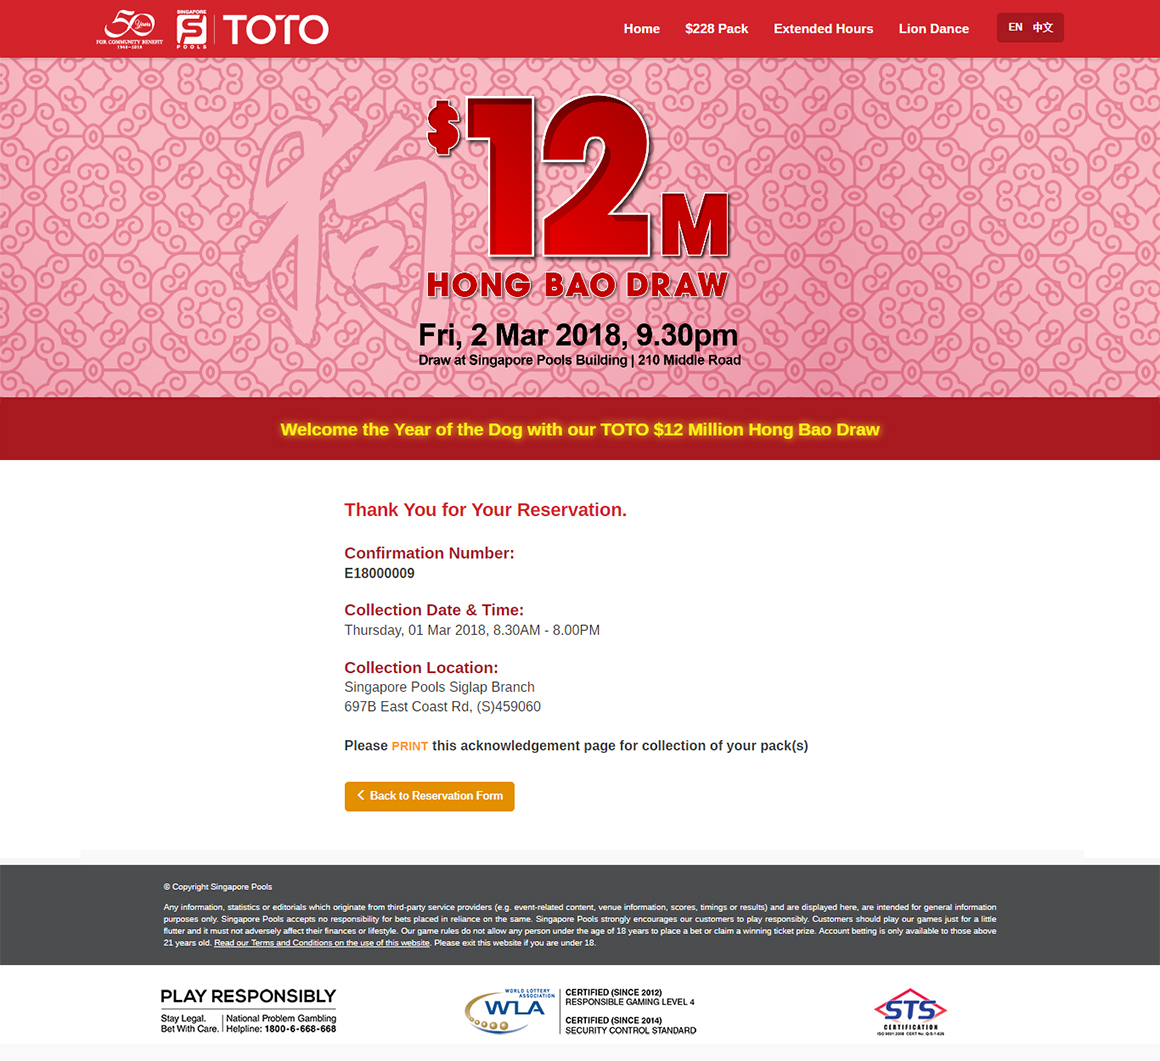 50 Years
FOR COMMUNITY BENEFIT
1968-2018
SINGAPORE
POOLS
TOTO
Home
$228 Pack
Extended Hours
Lion Dance
EN
中文
狗
$12M
HONG BAO DRAW
Fri, 2 Mar 2018, 9.30pm
Draw at Singapore Pools Building | 210 Middle Road
Welcome the Year of the Dog with our TOTO $12 Million Hong Bao Draw
Thank You for Your Reservation.
Confirmation Number:
E18000009
Collection Date & Time:
Thursday, 01 Mar 2018, 8.30AM - 8.00PM
Collection Location:
Singapore Pools Siglap Branch
697B East Coast Rd, (S)459060
Please PRINT this acknowledgement page for collection of your pack(s)
Back to Reservation Form
© Copyright Singapore Pools
Any information, statistics or editorials which originate from third-party service providers (e.g. event-related content, venue information, scores, timings or results) and are displayed here, are intended for general information
purposes only. Singapore Pools accepts no responsibility for bets placed in reliance on the same. Singapore Pools strongly encourages our customers to play responsibly. Customers should play our games just for a little
flutter and it must not adversely affect their finances or lifestyle. Our game rules do not allow any person under the age of 18 years to place a bet or claim a winning ticket prize. Account betting is only available to those above
21 years old. Read our Terms and Conditions on the use of this website. Please exit this website if you are under 18.
PLAY RESPONSIBLY
Stay Legal.
Bet With Care.
National Problem Gambling
Helpline: 1800-6-668-668
WORLD LOTTERY
ASSOCIATION
WLA
CERTIFIED (SINCE 2012)
RESPONSIBLE GAMING LEVEL 4
CERTIFIED (SINCE 2014)
SECURITY CONTROL STANDARD
STS
CERTIFICATION